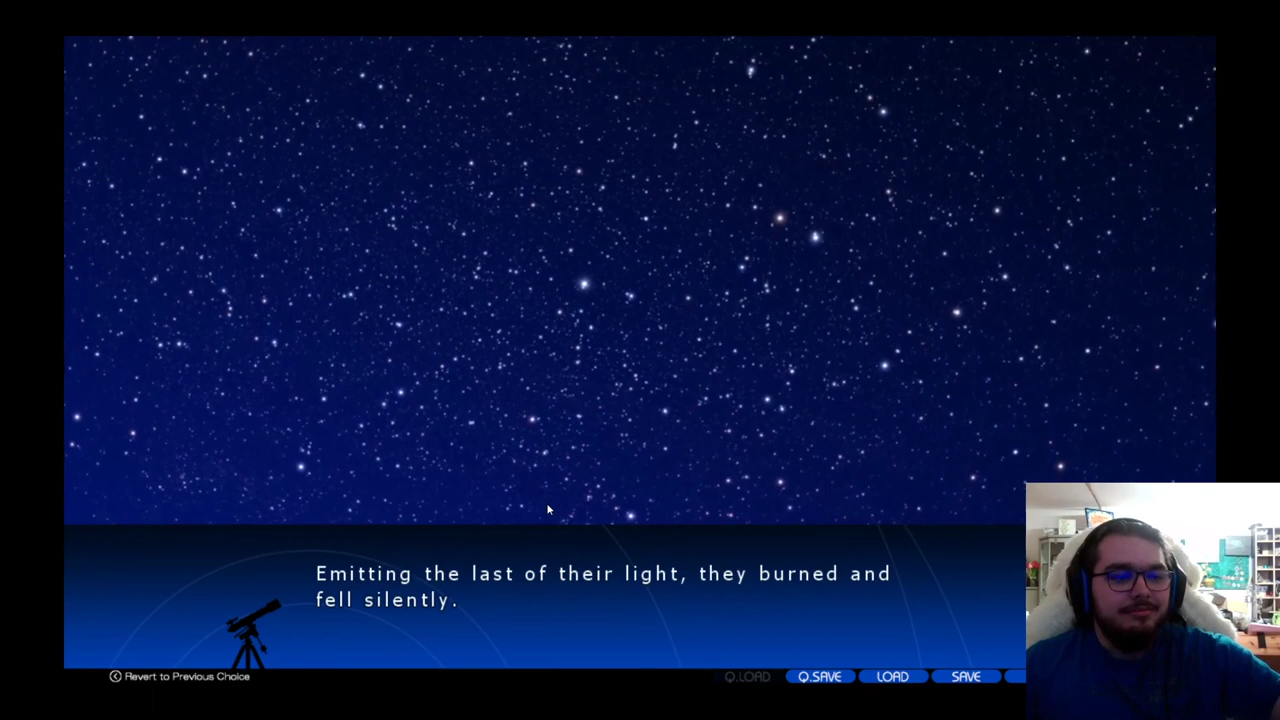 Emitting the last of their light, they burned and
fell silently.
Revert to Previous Choice
Q.LOAD
Q.SAVE
LOAD
SAVE